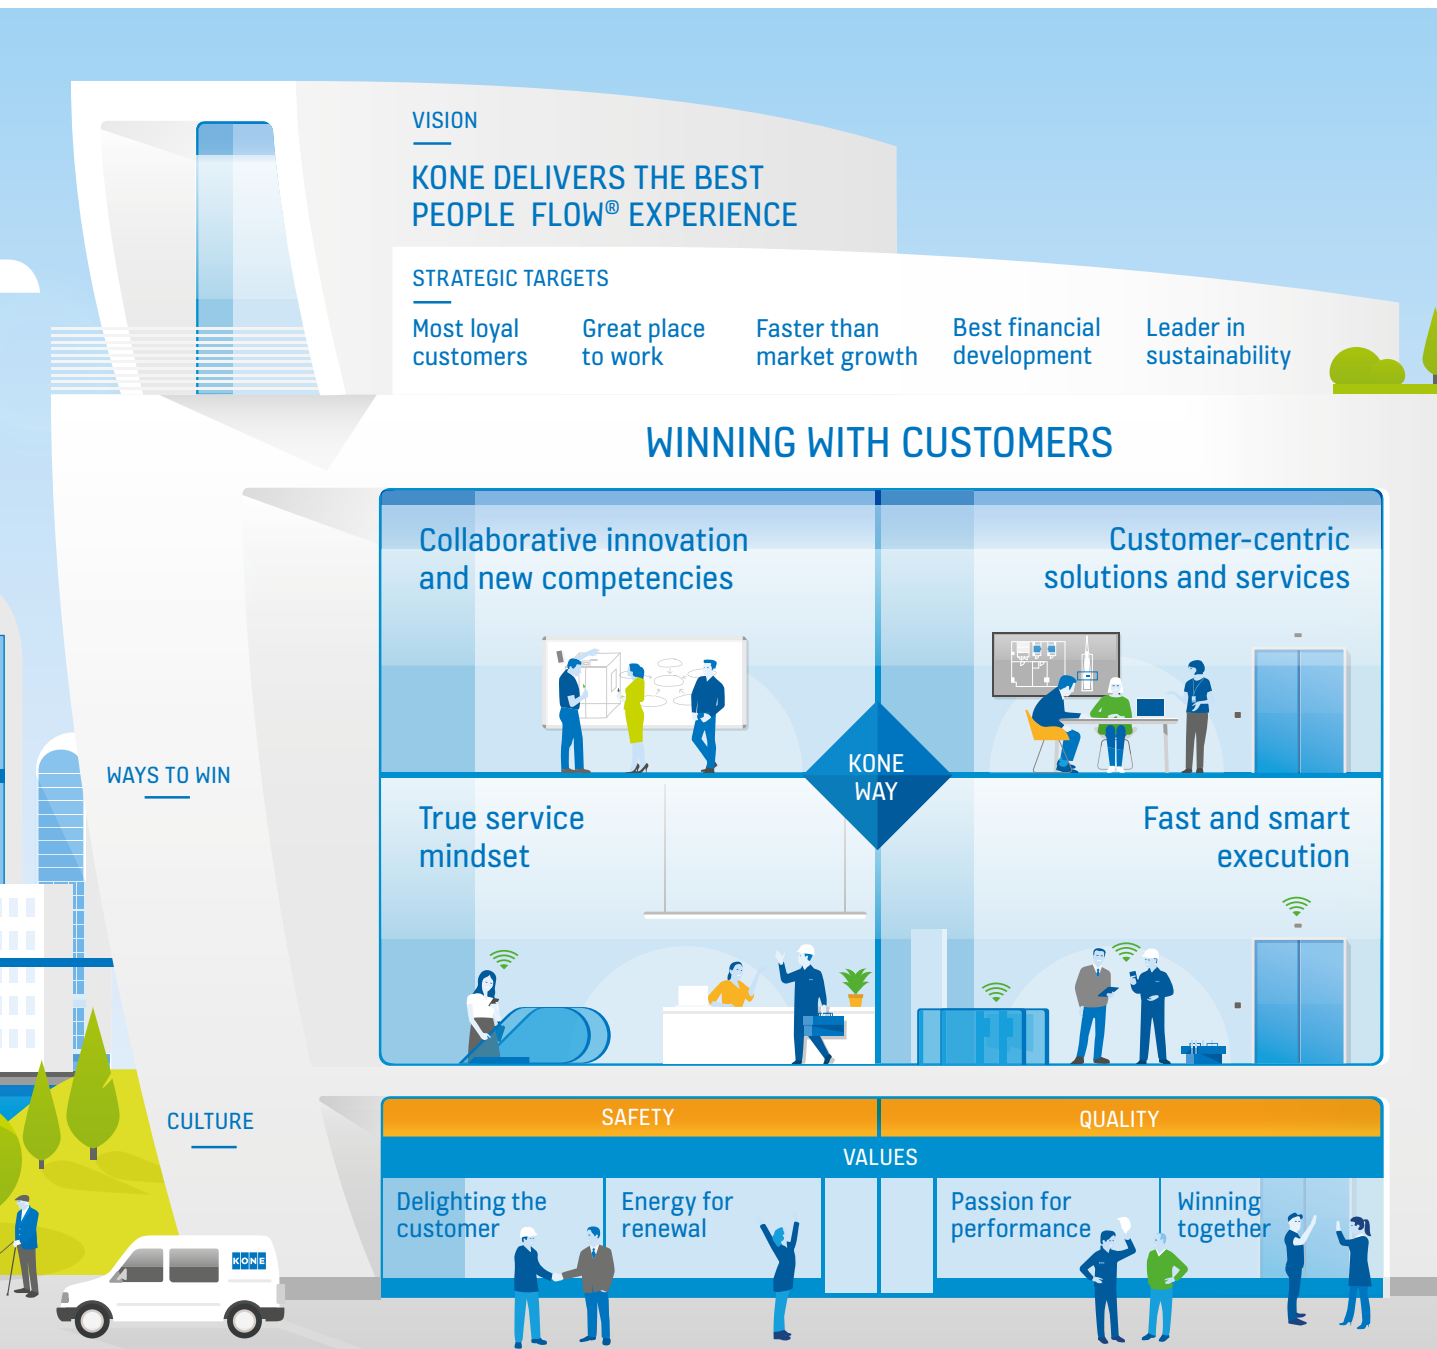 VISION
KONE DELIVERS THE BEST
PEOPLE FLOW® EXPERIENCE
STRATEGIC TARGETS
Most loyal
customers
Great place
to work
Faster than
market growth
Best financial
development
Leader in
sustainability
WINNING WITH CUSTOMERS
WAYS TO WIN
Collaborative innovation
and new competencies
Customer-centric
solutions and services
KONE
WAY
True service
mindset
Fast and smart
execution
CULTURE
SAFETY
QUALITY
VALUES
Delighting the
customer
Energy for
renewal
Passion for
performance
Winning
together
KONE